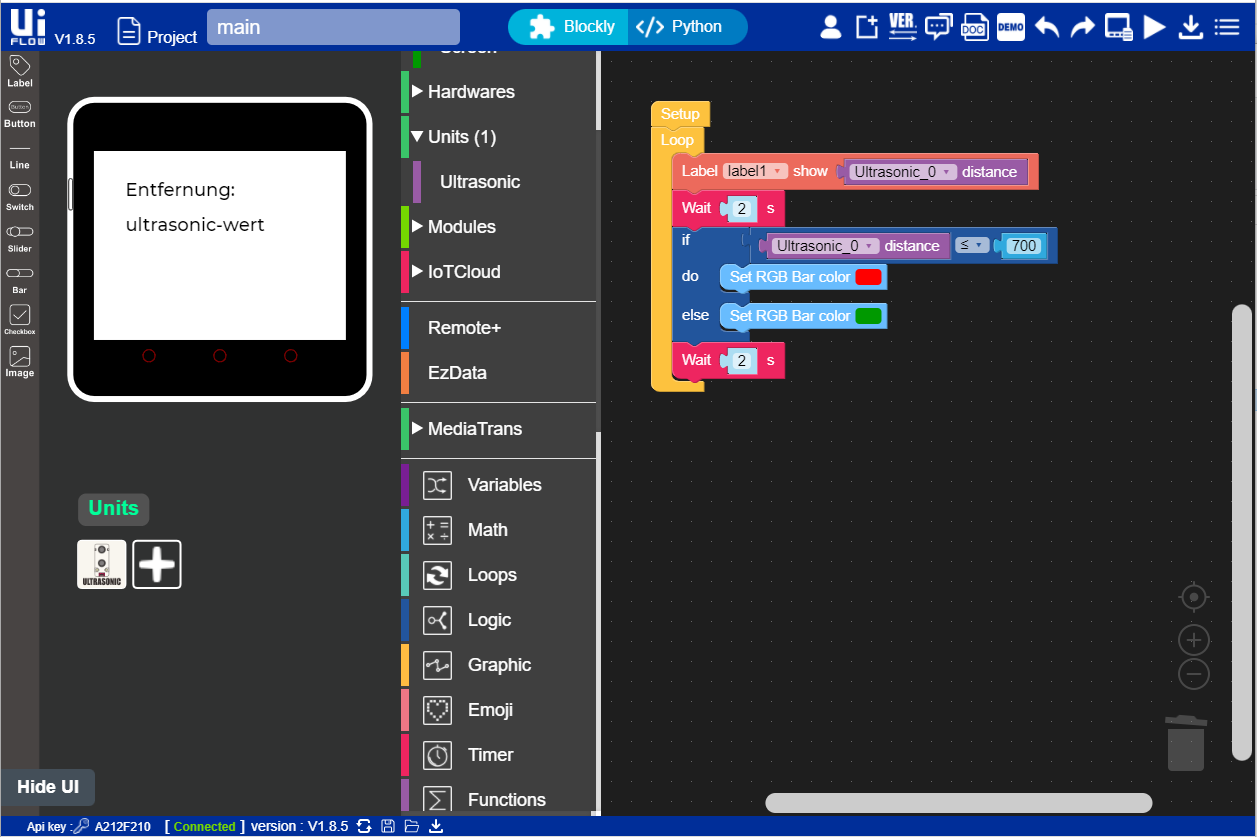 Ui
FLOW
V1.8.5
Project
main
Blockly
Python
VER.
DOC
DEMO
Label
Button
Button
Line
Switch
Slider
Bar
Checkbox
Image
Entfernung:
ultrasonic-wert
Units
ULTRASONIC
Hide UI
Screen
Hardwares
Units (1)
Ultrasonic
Modules
IoTCloud
Remote+
EzData
MediaTrans
Variables
Math
Loops
Logic
Graphic
Emoji
Timer
Functions
Setup
Loop
Label label1 show Ultrasonic_0 distance
Wait 2 s
if Ultrasonic_0 distance ≤ 700
do Set RGB Bar color
else Set RGB Bar color
Wait 2 s
Api key : A212F210 [ Connected ] version : V1.8.5